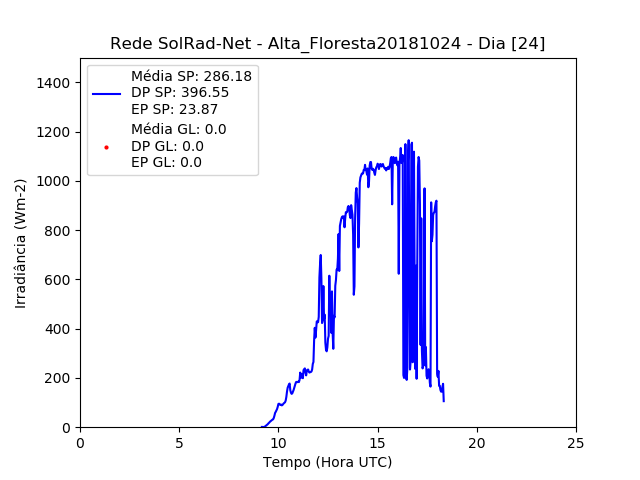 Rede SolRad-Net - Alta_Floresta20181024 - Dia [24]
Média SP: 286.18
DP SP: 396.55
EP SP: 23.87
Média GL: 0.0
DP GL: 0.0
EP GL: 0.0
Irradiância (Wm-2)
1400
1200
1000
800
600
400
200
0
0 5 10 15 20 25
Tempo (Hora UTC)